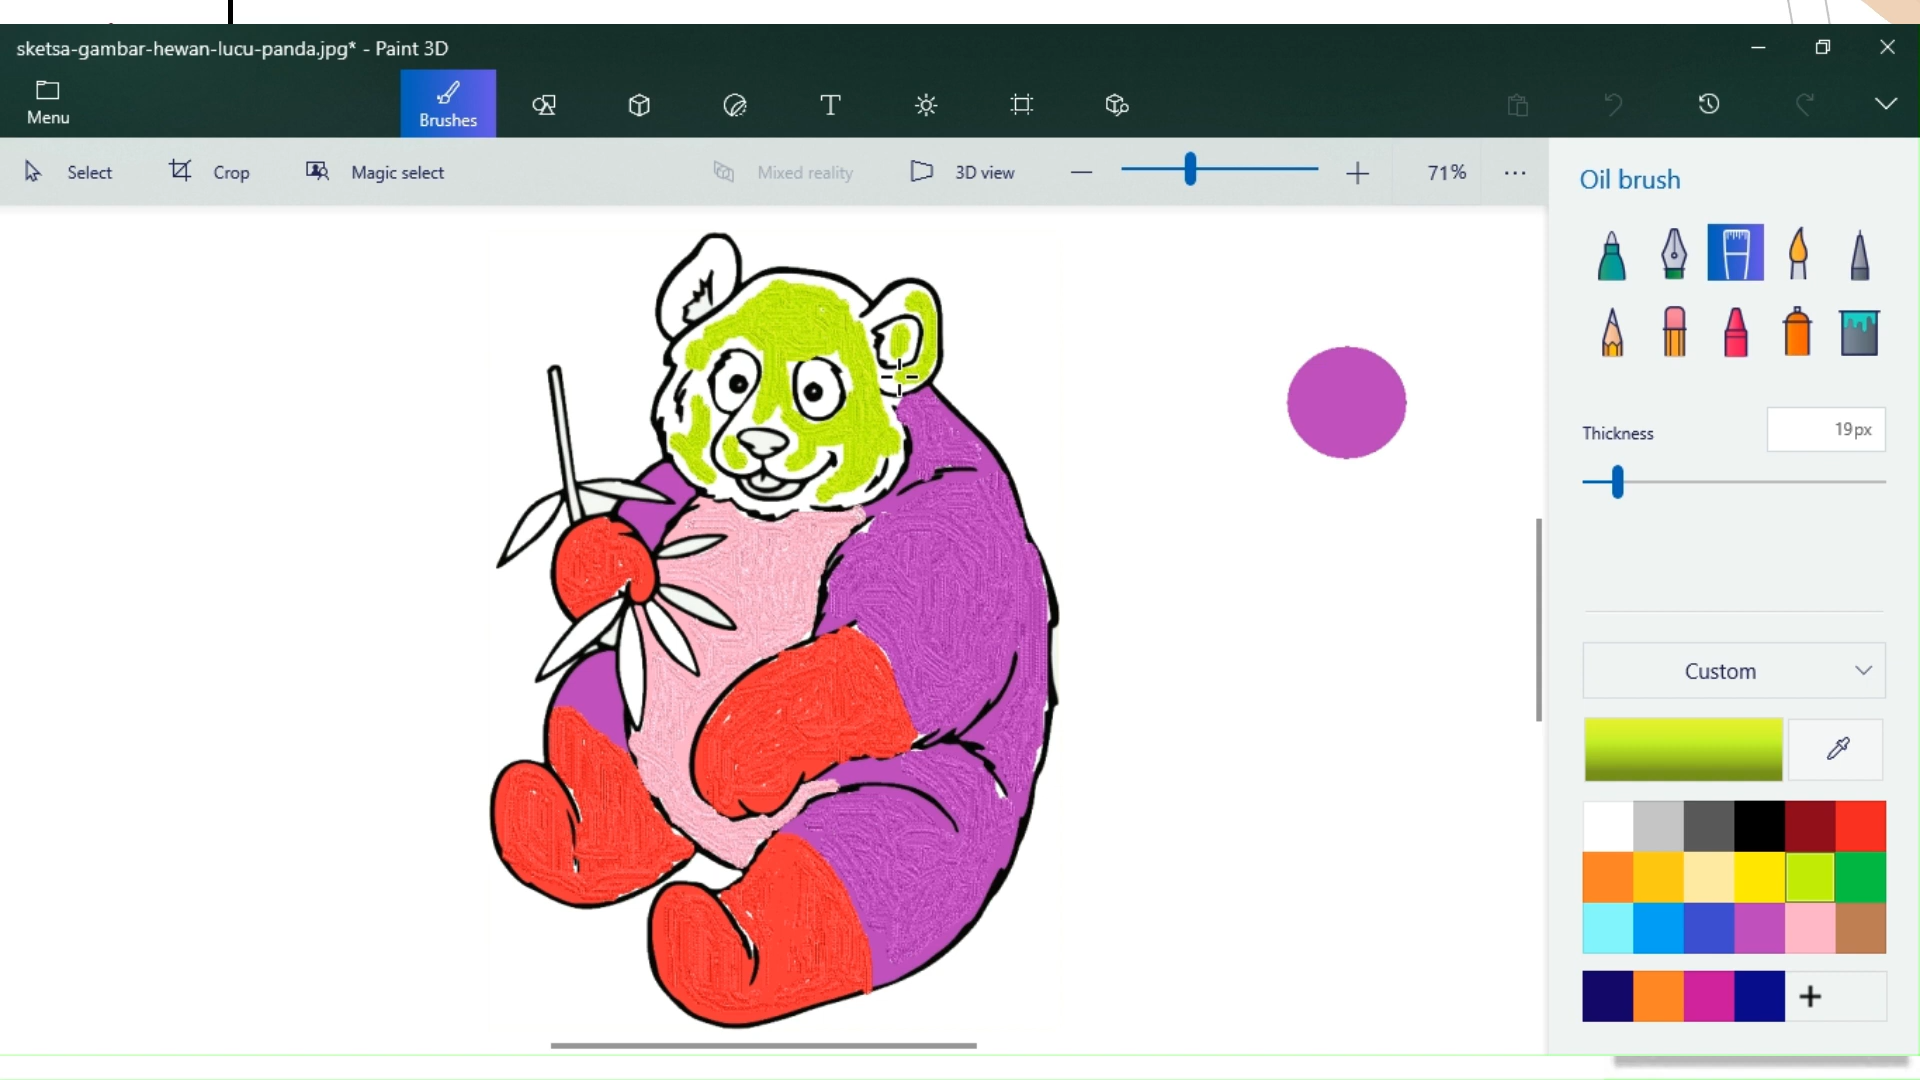 sketsa-gambar-hewan-lucu-panda.jpg* - Paint 3D
Menu
Brushes
T
Select
Crop
Magic select
Mixed reality
3D view
71%
Oil brush
Thickness
19px
Custom